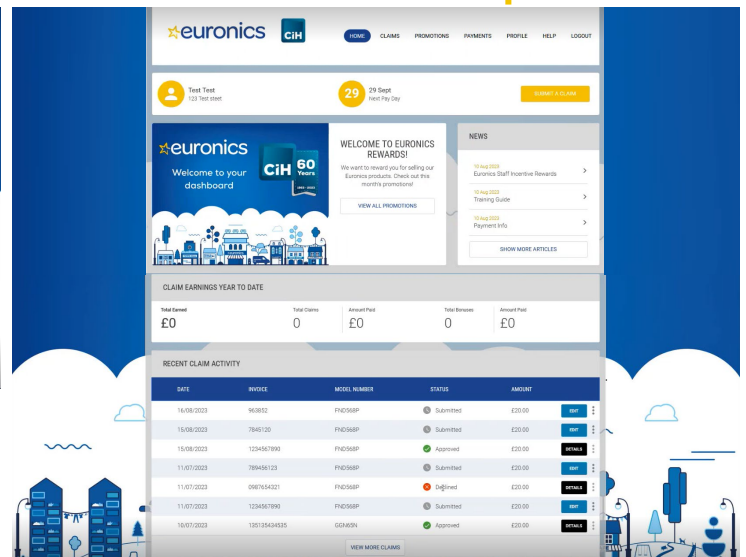 euronics CiH
HOME CLAIMS PROMOTIONS PAYMENTS PROFILE HELP LOGOUT
Test Test
123 Test steet
29
29 Sept
Next Pay Day
SUBMIT A CLAIM
euronics
Welcome to your
dashboard
CiH 60
Years
WELCOME TO EURONICS
REWARDS!
We want to reward you for selling our
Euronics products. Check out this
month's promotions!
VIEW ALL PROMOTIONS
NEWS
10 Aug 2023
Euronics Staff Incentive Rewards
10 Aug 2023
Training Guide
10 Aug 2023
Payment Info
SHOW MORE ARTICLES
CLAIM EARNINGS YEAR TO DATE
Total Earned Total Claims Amount Paid Total Bonuses Amount Paid
£0 0 £0 0 £0
RECENT CLAIM ACTIVITY
DATE INVOICE MODEL NUMBER STATUS AMOUNT
16/08/2023 963852 FND568P Submitted £20.00 EDIT
15/08/2023 7845120 FND568P Submitted £20.00 EDIT
15/08/2023 1234567890 FND568P Approved £20.00 DETAILS
11/07/2023 789456123 FND568P Submitted £20.00 EDIT
11/07/2023 0987654321 FND568P Declined £20.00 DETAILS
11/07/2023 1234567890 FND568P Submitted £20.00 EDIT
10/07/2023 135135434535 GGN65N Approved £20.00 DETAILS
VIEW MORE CLAIMS